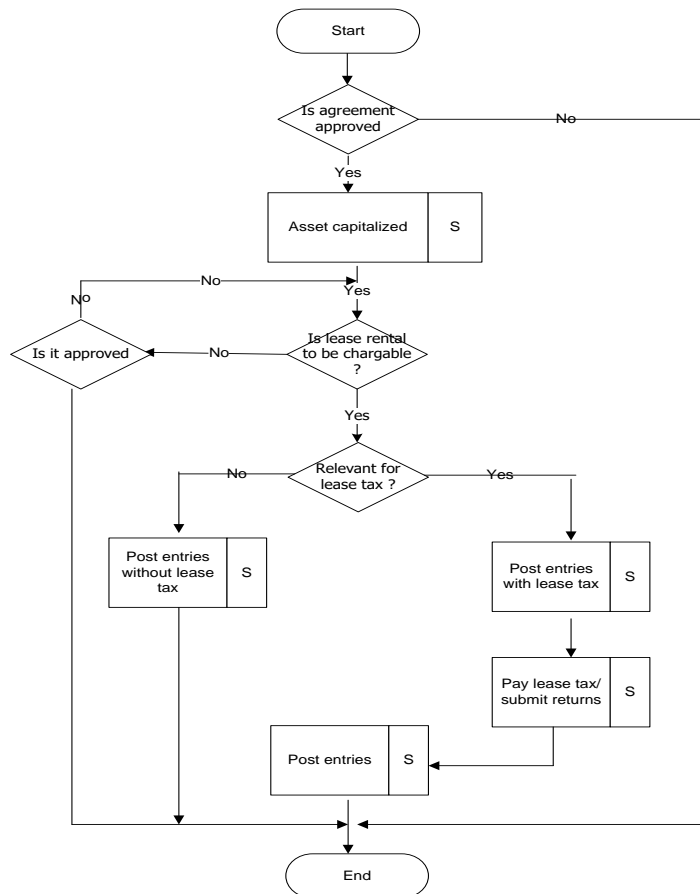 Start
Is agreement
approved
No
Yes
Asset capitalized
S
No
No
Yes
Is it approved
No
Is lease rental
to be chargable
?
Yes
No
Relevant for
lease tax ?
Yes
Post entries
without lease
tax
S
Post entries
with lease tax
S
Pay lease tax/
submit returns
S
Post entries
S
End